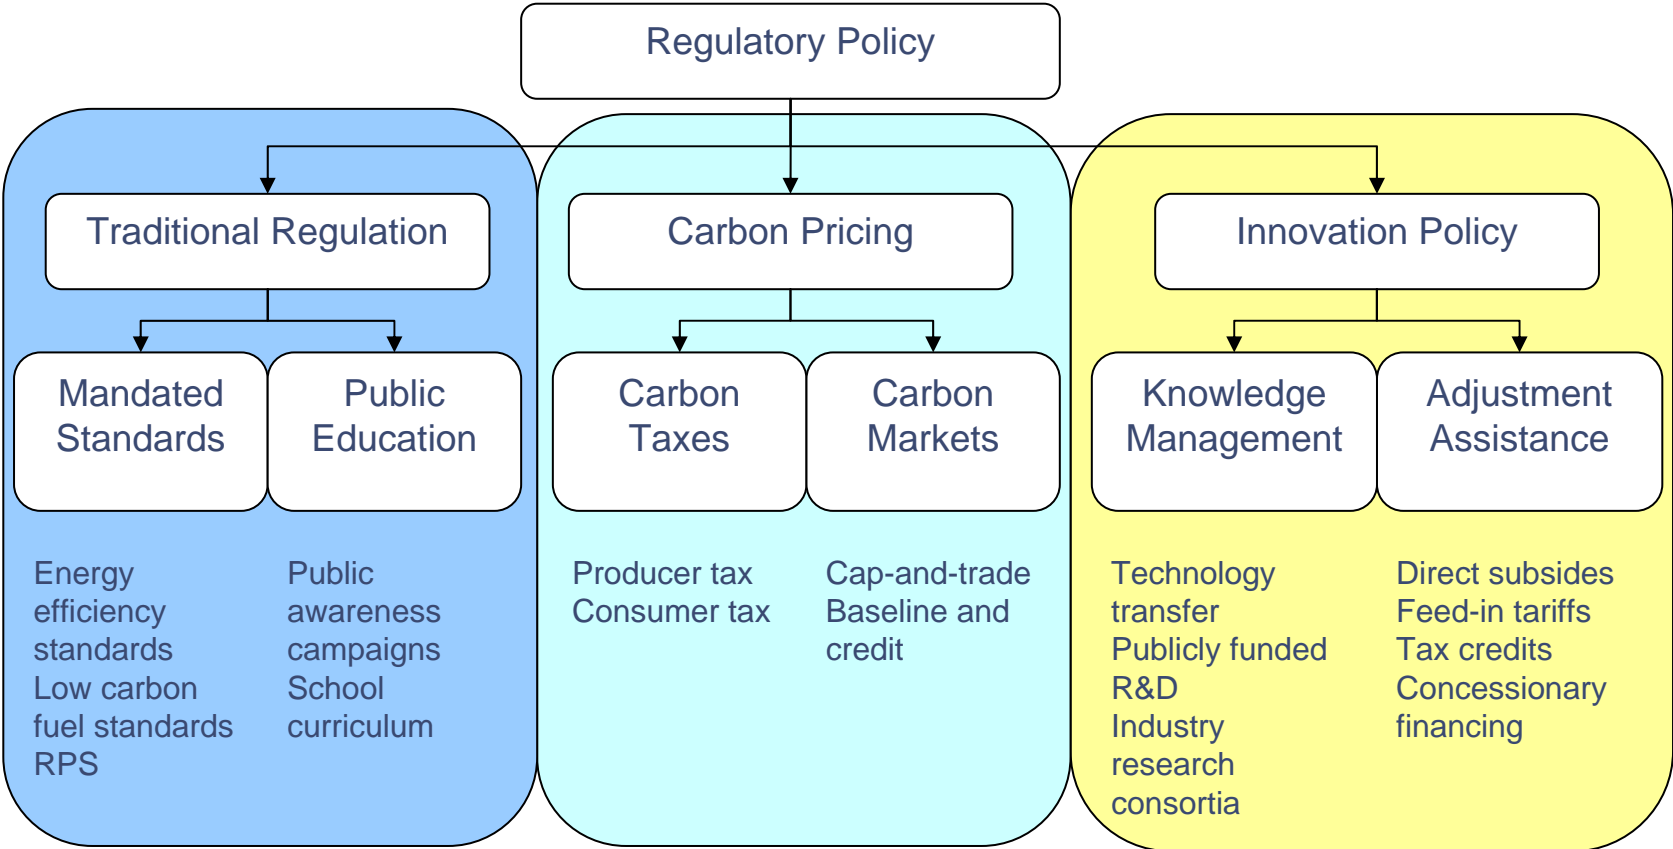 Regulatory Policy
Traditional Regulation
Carbon Pricing
Innovation Policy
Mandated
Standards
Public
Education
Carbon
Taxes
Carbon
Markets
Knowledge
Management
Adjustment
Assistance
Energy
efficiency
standards
Low carbon
fuel standards
RPS
Public
awareness
campaigns
School
curriculum
Producer tax
Consumer tax
Cap-and-trade
Baseline and
credit
Technology
transfer
Publicly funded
R&D
Industry
research
consortia
Direct subsides
Feed-in tariffs
Tax credits
Concessionary
financing